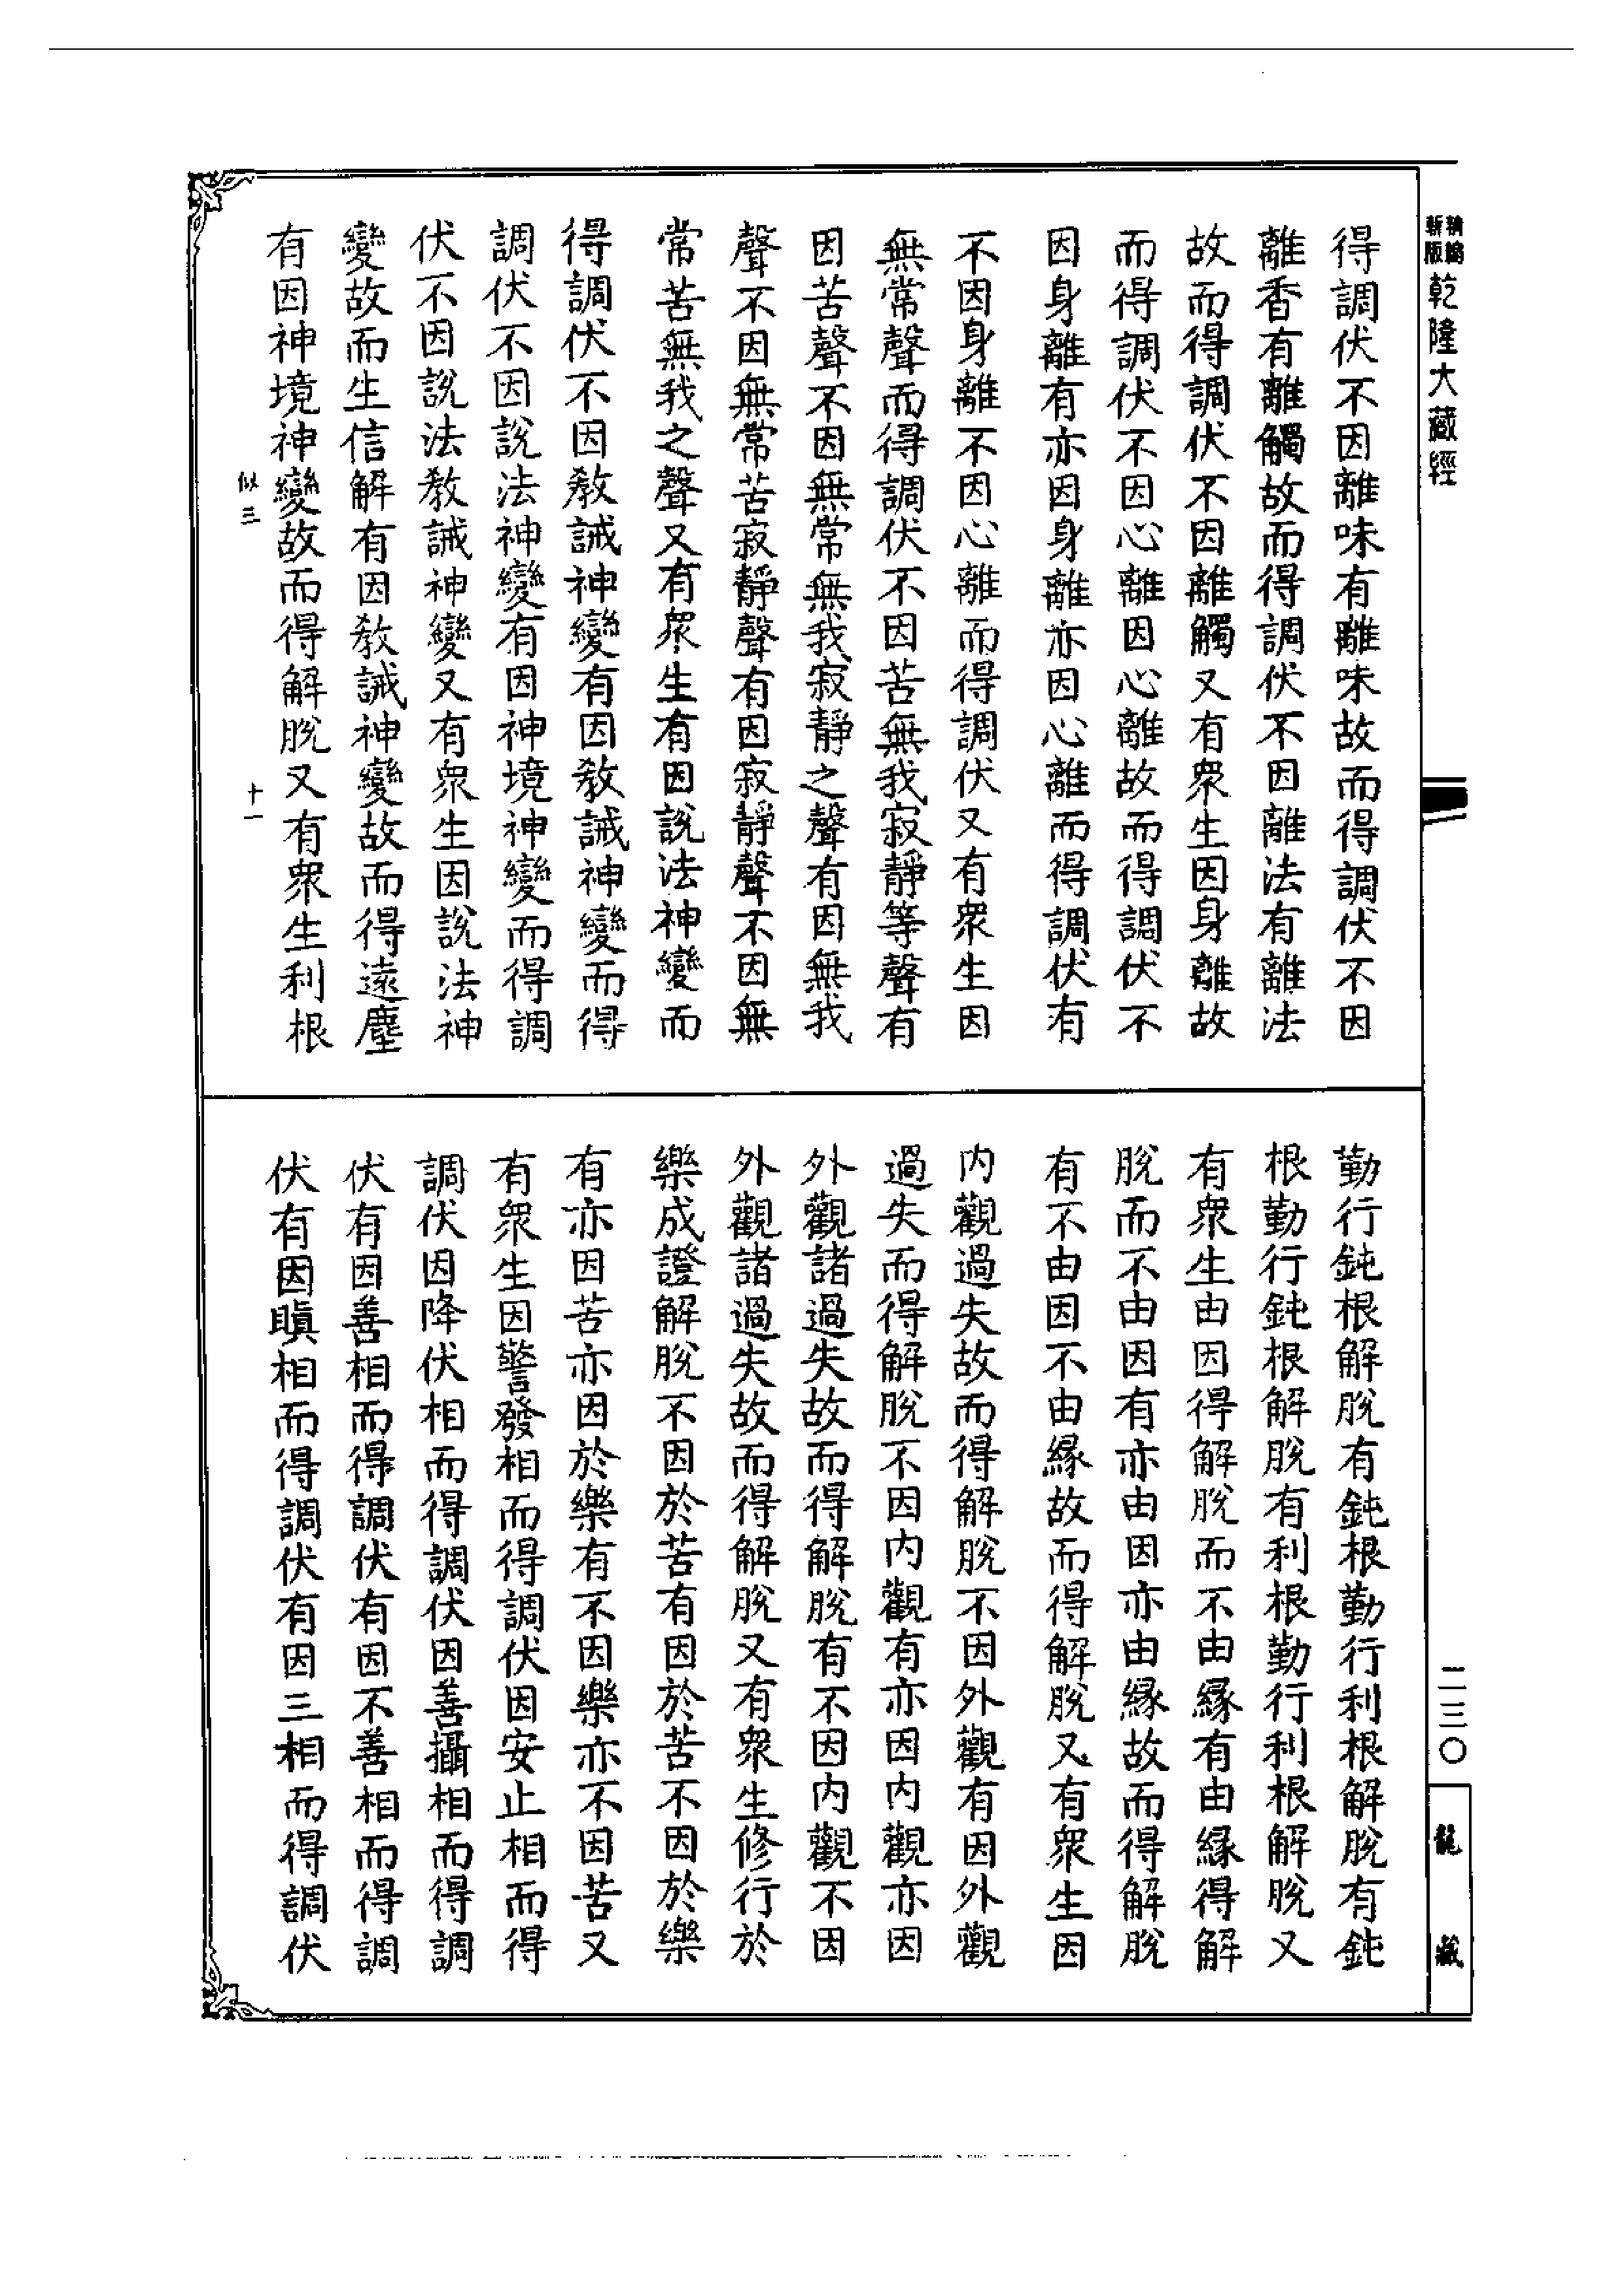 精編
新版
乾隆大藏經
得調伏不因離味有離味故而得調伏不因
離香有離觸故而得調伏不因離法有離法
故而得調伏不因離觸又有眾生因身離故
而得調伏不因心離因心離故而得調伏不
因身離有亦因身離亦因心離而得調伏有
不因身離不因心離而得調伏又有眾生因
無常聲而得調伏不因苦無我寂靜等聲有
因苦聲不因無常無我寂靜之聲有因無我
聲不因無常苦寂靜聲有因寂靜聲不因無
常苦無我之聲又有眾生有因說法神變而
得調伏不因教誡神變有因教誡神變而得
調伏不因說法神變有因神境神變而得調
伏不因說法教誡神變又有眾生因說法神
變故而生信解有因教誡神變故而得遠塵
有因神境神變故而得解脫又有眾生利根
似三
十一
勤行鈍根解脫有鈍根勤行利根解脫有鈍
根勤行鈍根解脫有利根勤行利根解脫又
有眾生由因得解脫而不由緣有由緣得解
脫而不由因有亦由因亦由緣故而得解脫
有不由因不由緣故而得解脫又有眾生因
內觀過失故而得解脫不因外觀有因外觀
過失而得解脫不因內觀有亦因內觀亦因
外觀諸過失故而得解脫有不因內觀不因
外觀諸過失故而得解脫又有眾生修行於
樂成證解脫不因於苦有因於苦不因於樂
有亦因苦亦因於樂有不因樂亦不因苦又
有眾生因警發相而得調伏因安止相而得
調伏因降伏相而得調伏因善攝相而得調
伏有因善相而得調伏有因不善相而得調
伏有因瞋相而得調伏有因三相而得調伏
二三〇
龍藏